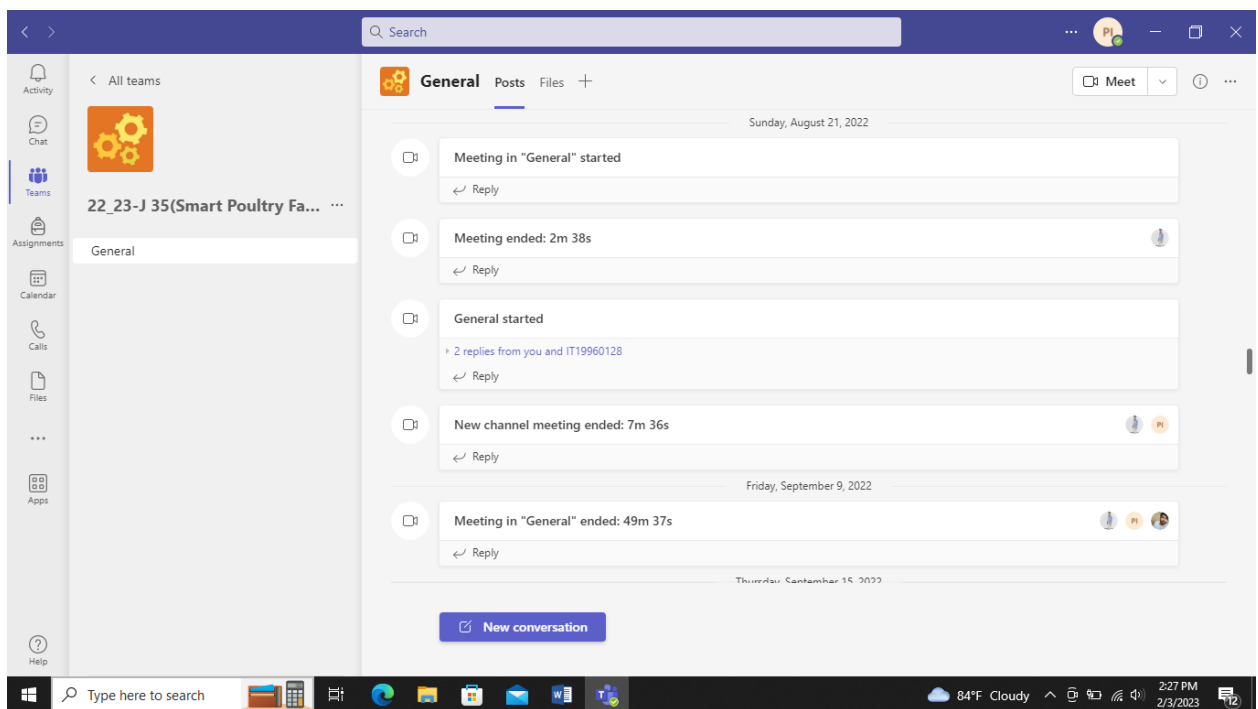 Search
PI
Activity
Chat
Teams
Assignments
Calendar
Calls
Files
Apps
Help
All teams
22_23-J 35(Smart Poultry Fa...
General
General Posts Files
Meet
Sunday, August 21, 2022
Meeting in "General" started
Reply
Meeting ended: 2m 38s
Reply
General started
2 replies from you and IT19960128
Reply
New channel meeting ended: 7m 36s
PI
Reply
Friday, September 9, 2022
Meeting in "General" ended: 49m 37s
PI
Reply
Thursday, September 15, 2022
New conversation
Type here to search
84°F Cloudy
2:27 PM
2/3/2023
12